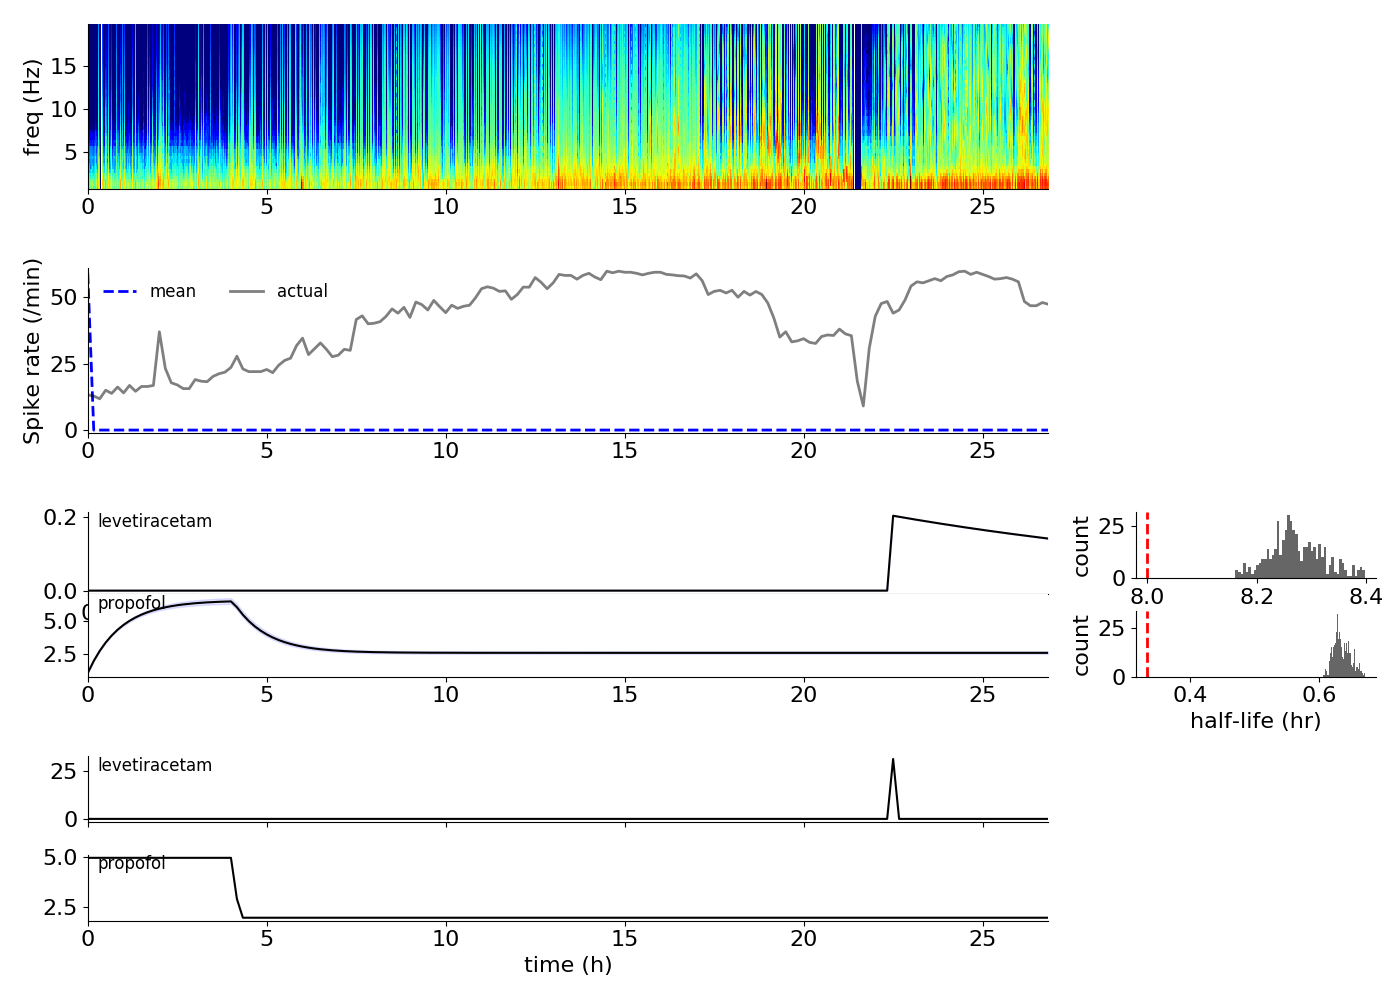 freq (Hz)
15
10
5
0 5 10 15 20 25
Spike rate (/min)
50
25
0
mean actual
0 5 10 15 20 25
0.2
0.0
levetiracetam
count
25
0
8.0 8.2 8.4
0
propofol
5.0
2.5
0 5 10 15 20 25
count
25
0
0.4 0.6
half-life (hr)
levetiracetam
25
0
propofol
5.0
2.5
0 5 10 15 20 25
time (h)